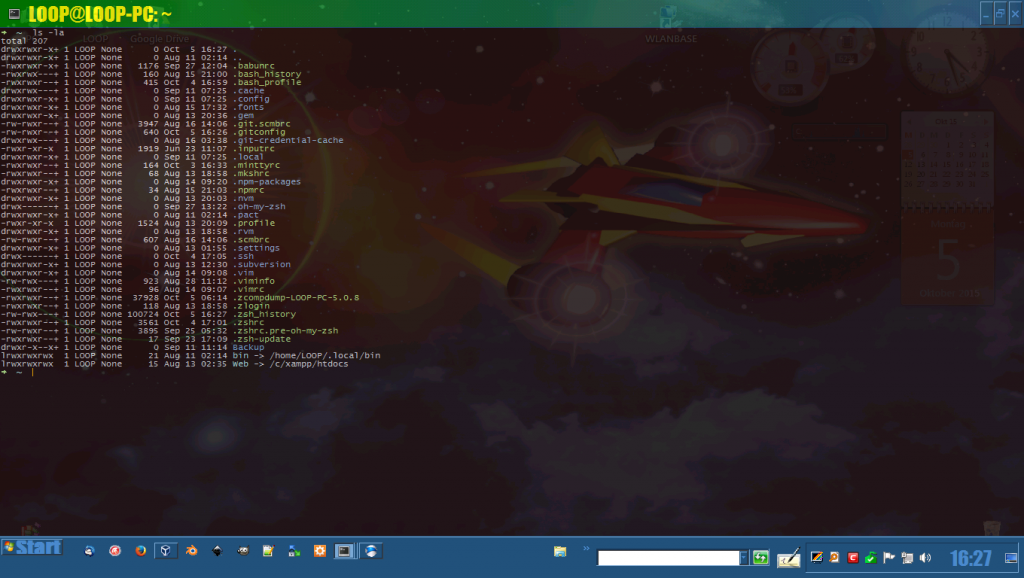 LOOP@LOOP-PC: ~
→ ~ ls -la
total 207
drwxrwxr-x+ 1 LOOP None 0 Oct 5 16:27 .
drwxrwxr-x+ 1 LOOP None 0 Aug 11 02:14 ..
-rwxrwxr--+ 1 LOOP None 1176 Sep 27 12:04 .babunrc
-rwxrwx---+ 1 LOOP None 160 Aug 15 21:00 .bash_history
-rwxrwxr--+ 1 LOOP None 415 Oct 4 16:59 .bash_profile
drwxrwx---+ 1 LOOP None 0 Sep 11 07:25 .cache
drwxrwx---+ 1 LOOP None 0 Sep 11 07:25 .config
drwxrwxr-x+ 1 LOOP None 0 Aug 15 17:32 .fonts
drwxrwxr-x+ 1 LOOP None 0 Aug 13 20:36 .gem
-rw-rwxr--+ 1 LOOP None 3947 Aug 16 14:06 .git.scmbrc
-rwxrwxr--+ 1 LOOP None 640 Oct 5 16:26 .gitconfig
drwxrwx---+ 1 LOOP None 0 Aug 16 03:38 .git-credential-cache
-rwxr-xr-x 1 LOOP None 1919 Jun 23 11:07 .inputrc
drwxrwxr-x+ 1 LOOP None 0 Sep 11 07:25 .local
-rwxrwxr--+ 1 LOOP None 164 Oct 3 16:33 .minttyrc
-rwxrwxr--+ 1 LOOP None 68 Aug 13 18:58 .mkshrc
drwxrwxr-x+ 1 LOOP None 0 Aug 14 09:20 .npm-packages
-rwxrwxr--+ 1 LOOP None 34 Aug 15 21:03 .npmrc
drwxrwxr-x+ 1 LOOP None 0 Aug 13 20:03 .nvm
drwx------+ 1 LOOP None 0 Sep 27 13:22 .oh-my-zsh
drwxrwxr-x+ 1 LOOP None 0 Aug 11 02:14 .pact
-rwxr-xr-x 1 LOOP None 1524 Aug 13 20:09 .profile
drwxrwxr-x+ 1 LOOP None 0 Aug 13 18:58 .rvm
-rw-rwxr--+ 1 LOOP None 607 Aug 16 14:06 .scmbrc
drwxrwxr-x+ 1 LOOP None 0 Aug 13 01:55 .settings
drwx------+ 1 LOOP None 0 Oct 4 17:05 .ssh
drwxrwxr-x+ 1 LOOP None 0 Aug 13 12:30 .subversion
drwxrwxr-x+ 1 LOOP None 0 Aug 14 09:08 .vim
-rw-rwx---+ 1 LOOP None 923 Aug 28 11:12 .viminfo
-rwxrwxr--+ 1 LOOP None 96 Aug 14 09:07 .vimrc
-rwxrwxr--+ 1 LOOP None 37928 Oct 5 06:14 .zcompdump-LOOP-PC-5.0.8
-rwxrwxr--+ 1 LOOP None 118 Aug 13 18:58 .zlogin
-rw-rwx---+ 1 LOOP None 100724 Oct 5 16:27 .zsh_history
-rwxrwxr--+ 1 LOOP None 3561 Oct 4 17:01 .zshrc
-rw-rwxr--+ 1 LOOP None 3895 Sep 25 05:32 .zshrc.pre-oh-my-zsh
-rw-rwxr--+ 1 LOOP None 17 Sep 23 17:09 .zsh-update
drwxr-x--x+ 1 LOOP None 0 Sep 11 11:14 Backup
lrwxrwxrwx 1 LOOP None 21 Aug 11 02:14 bin -> /home/LOOP/.local/bin
lrwxrwxrwx 1 LOOP None 15 Aug 13 02:35 Web -> /c/xampp/htdocs
→ ~
LOOP
Google Drive
WLANBASE
5
Start
16:27